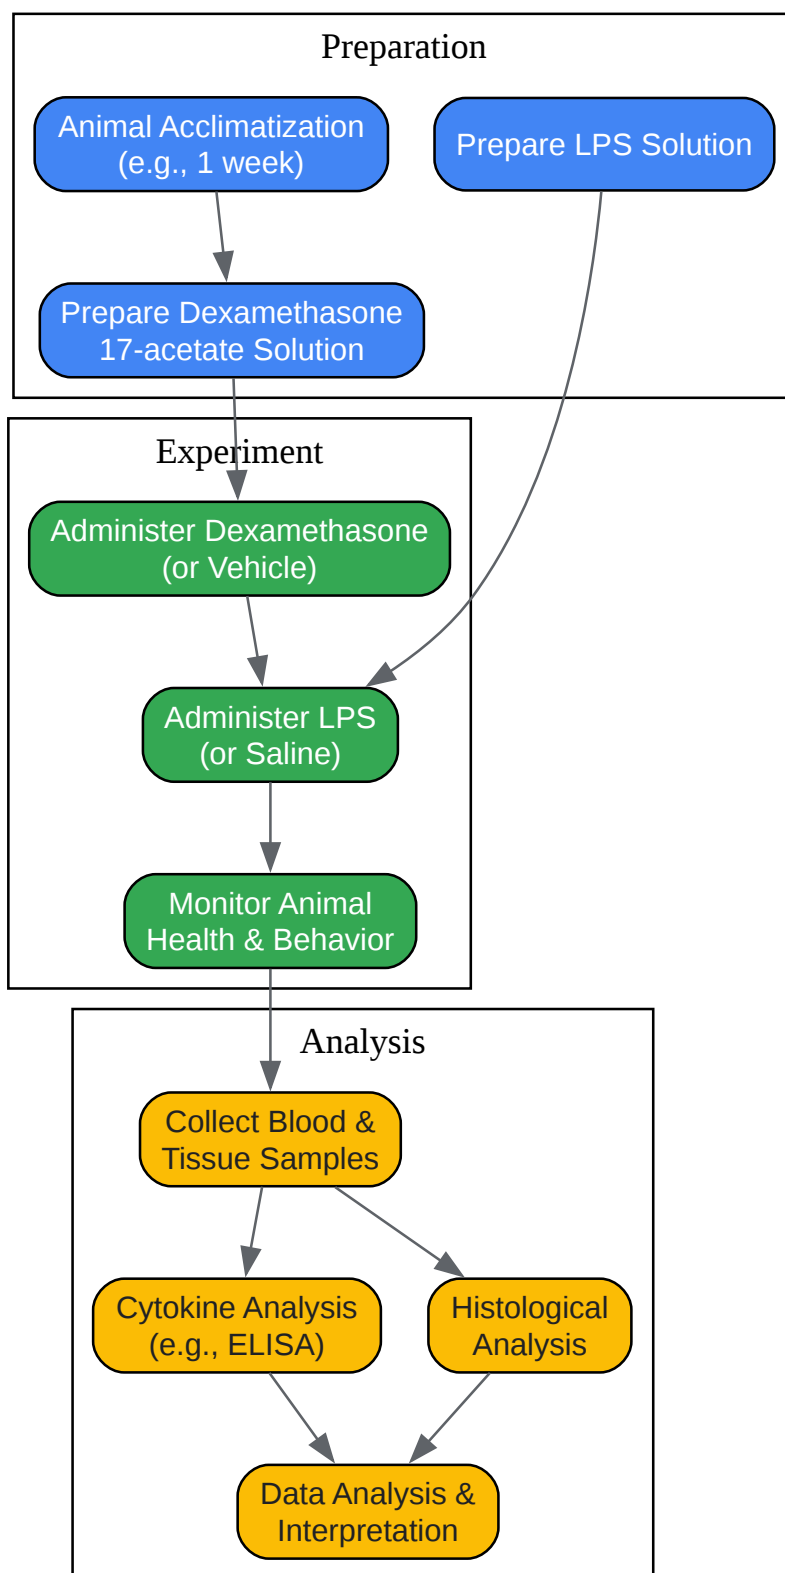 Preparation
Animal Acclimatization
(e.g., 1 week)
Prepare LPS Solution
Prepare Dexamethasone
17-acetate Solution
Experiment
Administer Dexamethasone
(or Vehicle)
Administer LPS
(or Saline)
Monitor Animal
Health & Behavior
Analysis
Collect Blood &
Tissue Samples
Cytokine Analysis
(e.g., ELISA)
Histological
Analysis
Data Analysis &
Interpretation